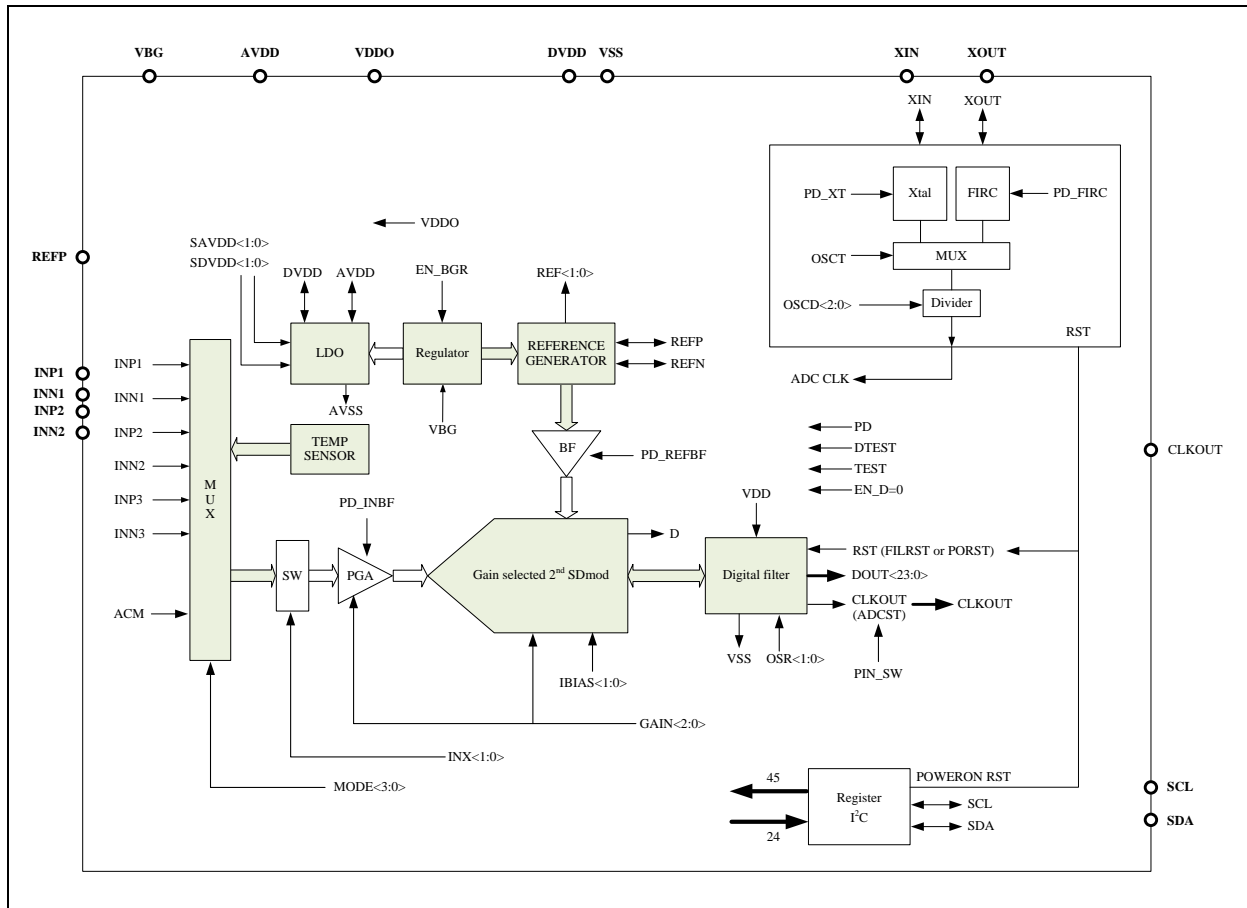 VBG
AVDD
VDDO
DVDD
VSS
XIN
XOUT
XIN
XOUT
PD_XT
Xtal
FIRC
PD_FIRC
OSCT
MUX
OSCD<2:0>
Divider
RST
ADC CLK
VDDO
SAVDD<1:0>
SDVDD<1:0>
REFP
DVDD
AVDD
EN_BGR
REF<1:0>
LDO
Regulator
REFERENCE
GENERATOR
REFP
REFN
AVSS
VBG
INP1
INN1
INP2
INN2
INP1
INN1
INP2
INN2
INP3
INN3
ACM
MUX
TEMP
SENSOR
BF
PD_REFBF
PD
DTEST
TEST
EN_D=0
CLKOUT
PD_INBF
SW
PGA
Gain selected 2nd SDmod
D
VDD
Digital filter
RST (FILRST or PORST)
DOUT<23:0>
CLKOUT
(ADCST)
CLKOUT
VSS
OSR<1:0>
PIN_SW
IBIAS<1:0>
GAIN<2:0>
INX<1:0>
MODE<3:0>
45
24
Register
I2C
POWERON RST
SCL
SDA
SCL
SDA